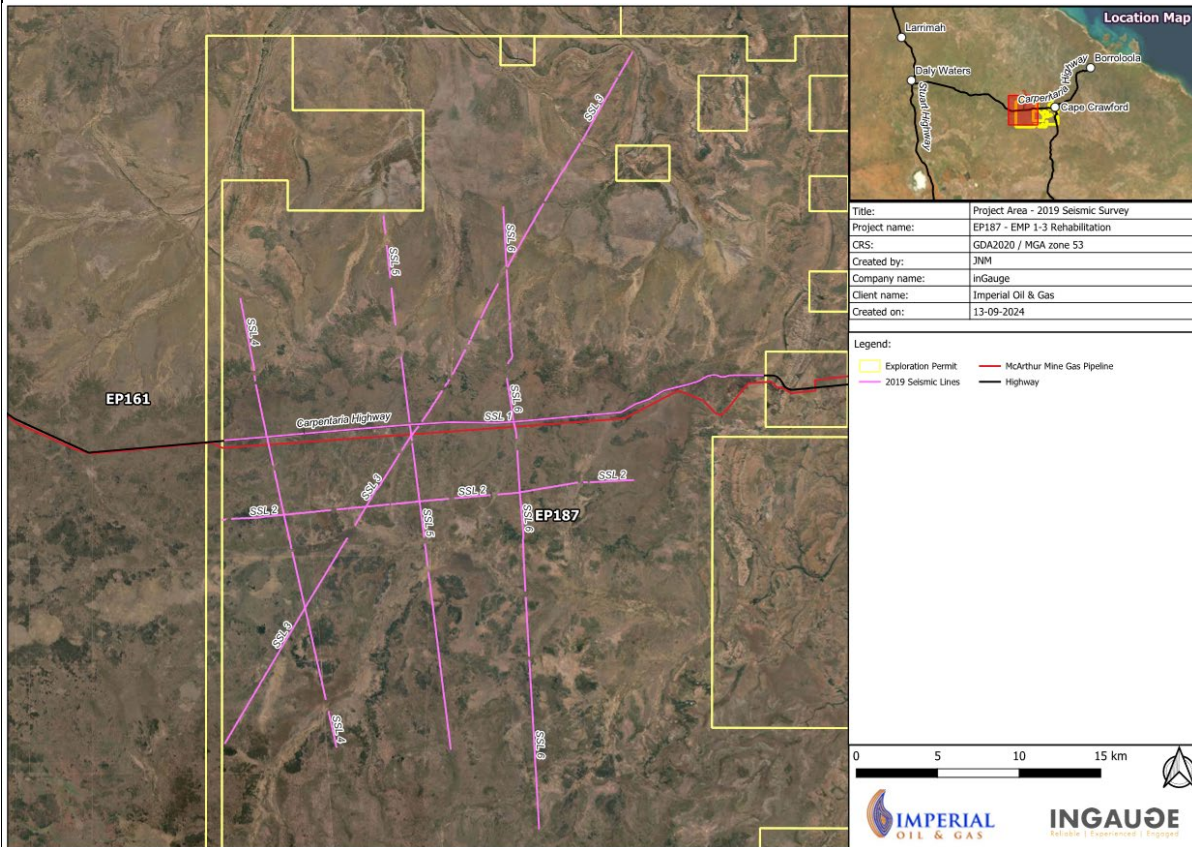 SSL 3
SSL 6
SSL 5
SSL 4
EP161
Carpentaria Highway
SSL 1
SSL 6
SSL 3
SSL 2
SSL 2
SSL 2
SSL 5
SSL 6
EP187
SSL 3
SSL 4
SSL 6
Location Map
Larrimah
Borroloola
Daly Waters
Carpentaria Highway
Cape Crawford
Stuart Highway
Title: Project Area - 2019 Seismic Survey
Project name: EP187 - EMP 1-3 Rehabilitation
CRS: GDA2020 / MGA zone 53
Created by: JNM
Company name: inGauge
Client name: Imperial Oil & Gas
Created on: 13-09-2024
Legend:
Exploration Permit McArthur Mine Gas Pipeline
2019 Seismic Lines Highway
0 5 10 15 km
IMPERIAL
OIL & GAS
INGAUGE
Reliable | Experienced | Engaged